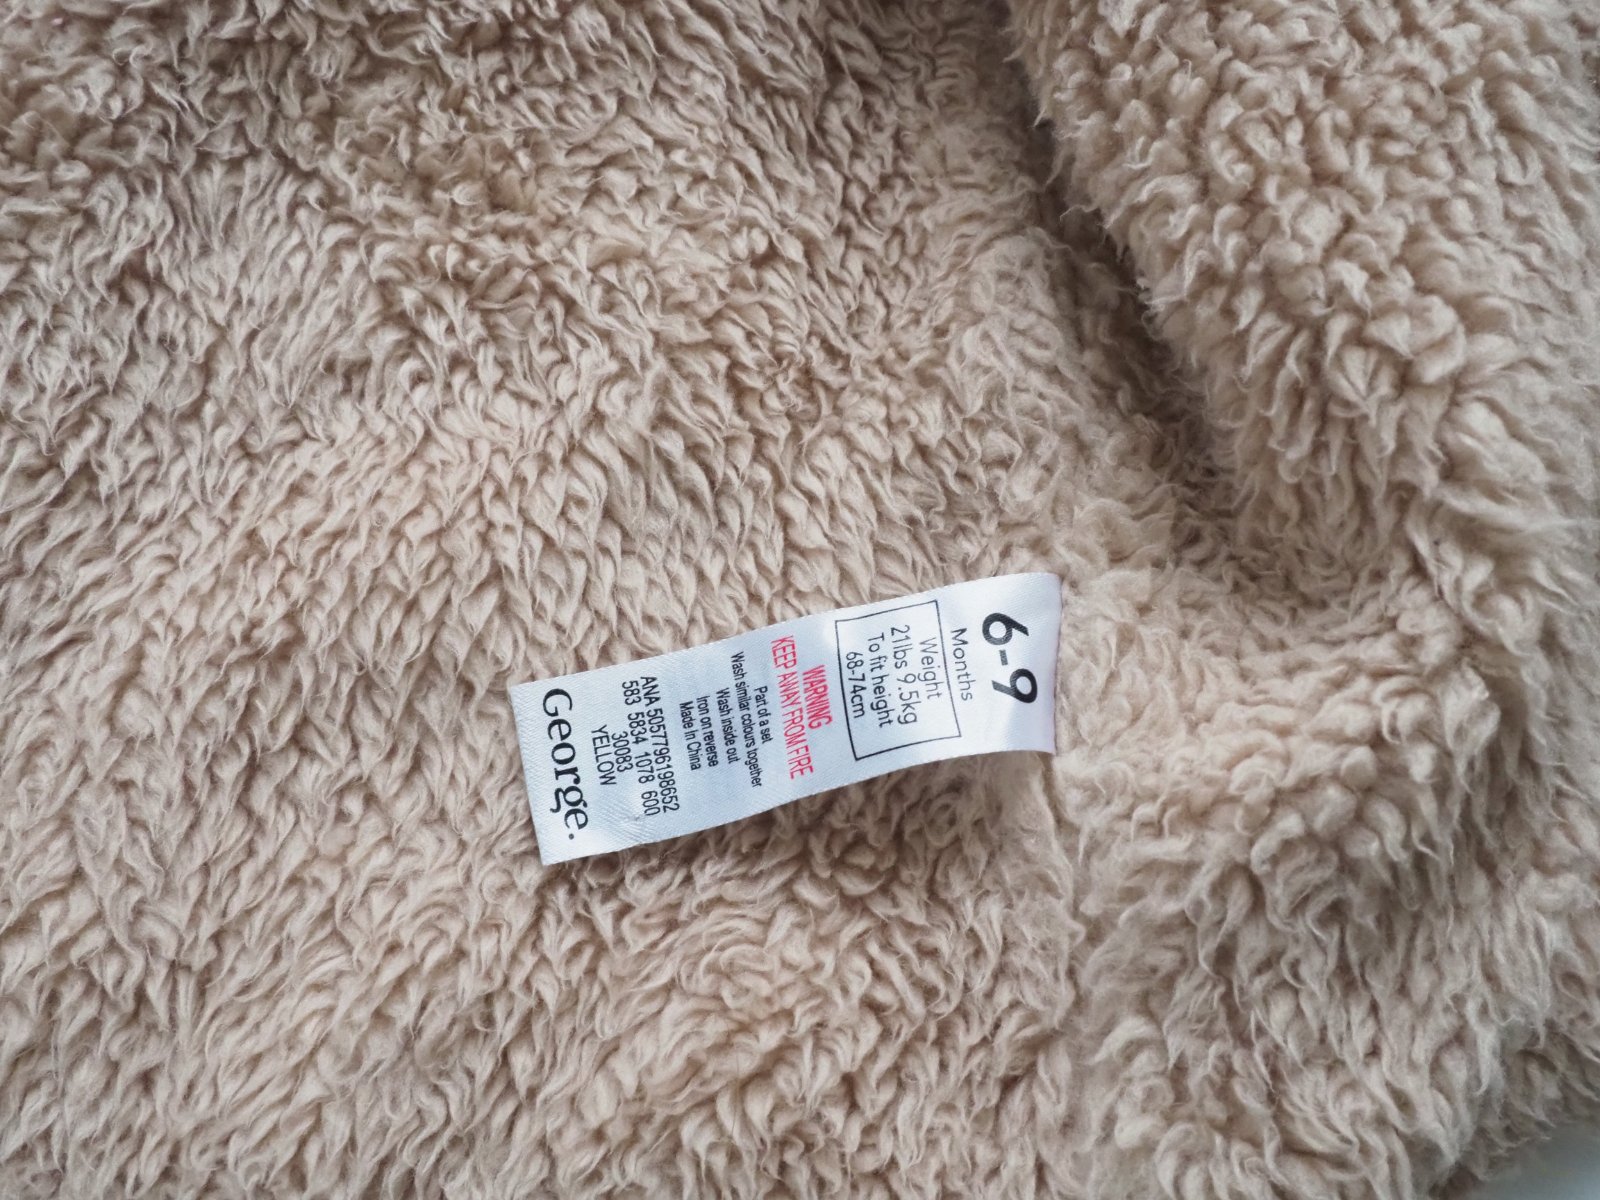 6-9
Months
Weight
21lbs 9.5kg
To fit height
68-74cm
WARNING
KEEP AWAY FROM FIRE
Part of a set
Wash similar colours together
Wash inside out
Iron on reverse
Made In China
ANA 5057796198652
583 5834 1078 600
30083
YELLOW
George.